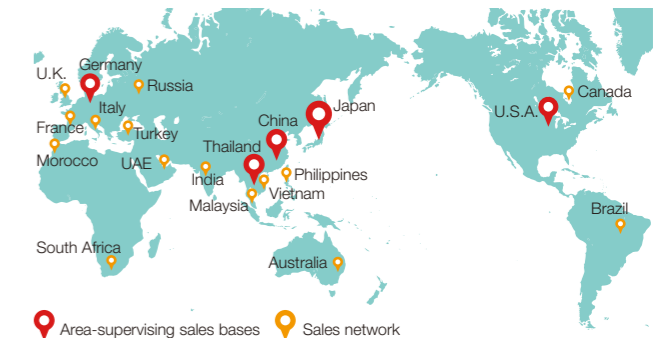 Germany
U.K.
Russia
Canada
Italy
Japan
U.S.A.
China
France
Turkey
Thailand
Morocco
UAE
India
Philippines
Vietnam
Malaysia
Brazil
South Africa
Australia
Area-supervising sales bases
Sales network